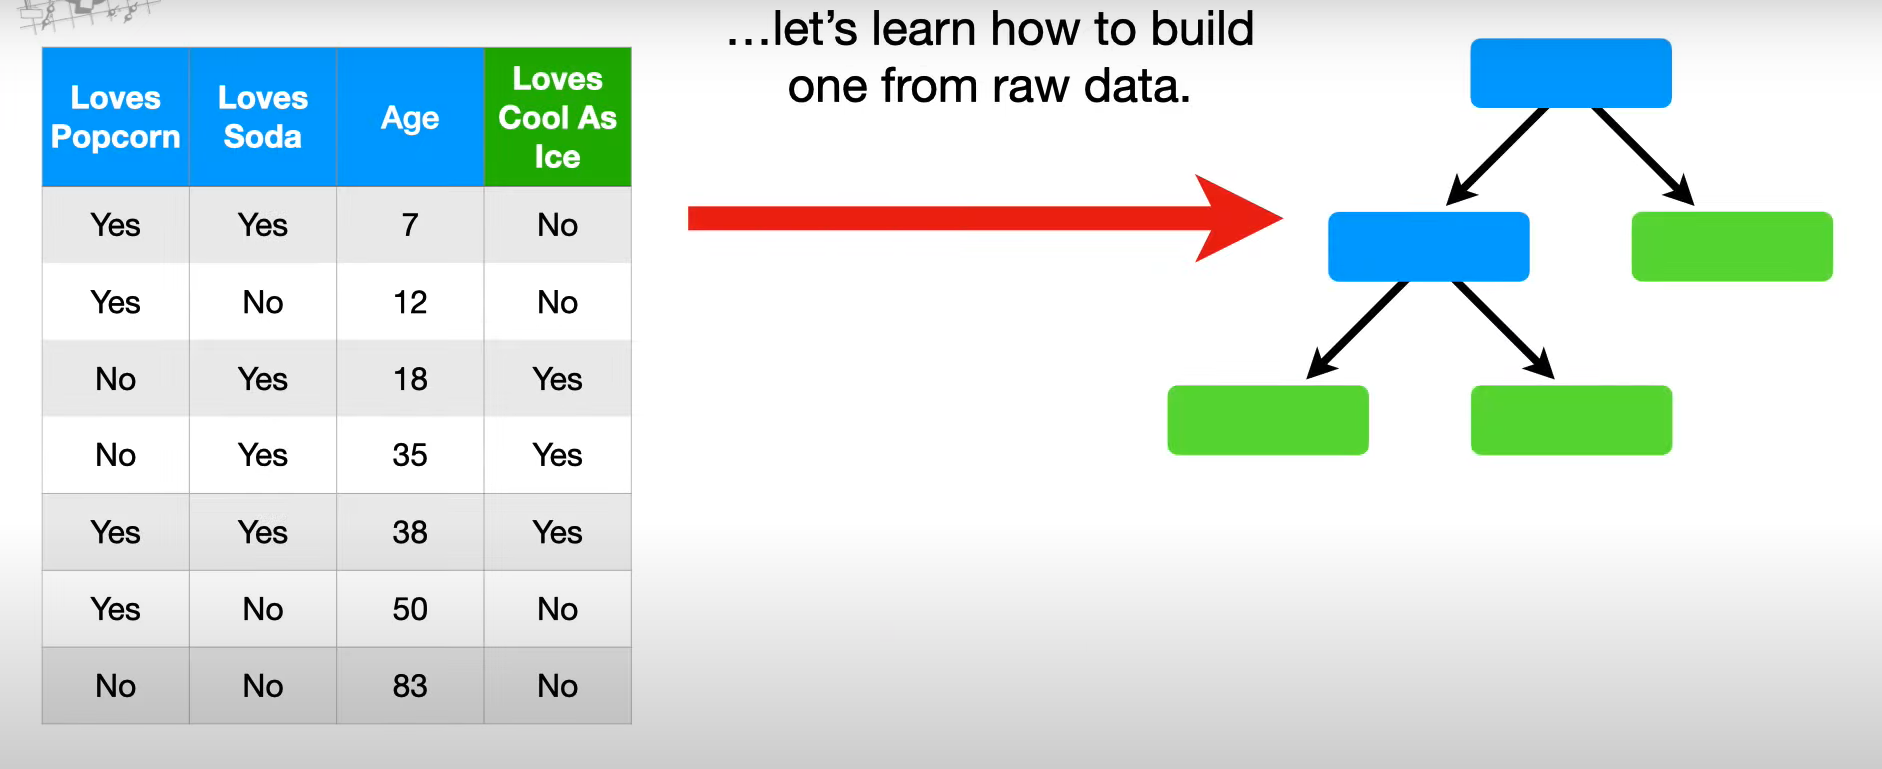 ...let's learn how to build
one from raw data.
Loves Popcorn Loves Soda Age Loves Cool As Ice
Yes Yes 7 No
Yes No 12 No
No Yes 18 Yes
No Yes 35 Yes
Yes Yes 38 Yes
Yes No 50 No
No No 83 No